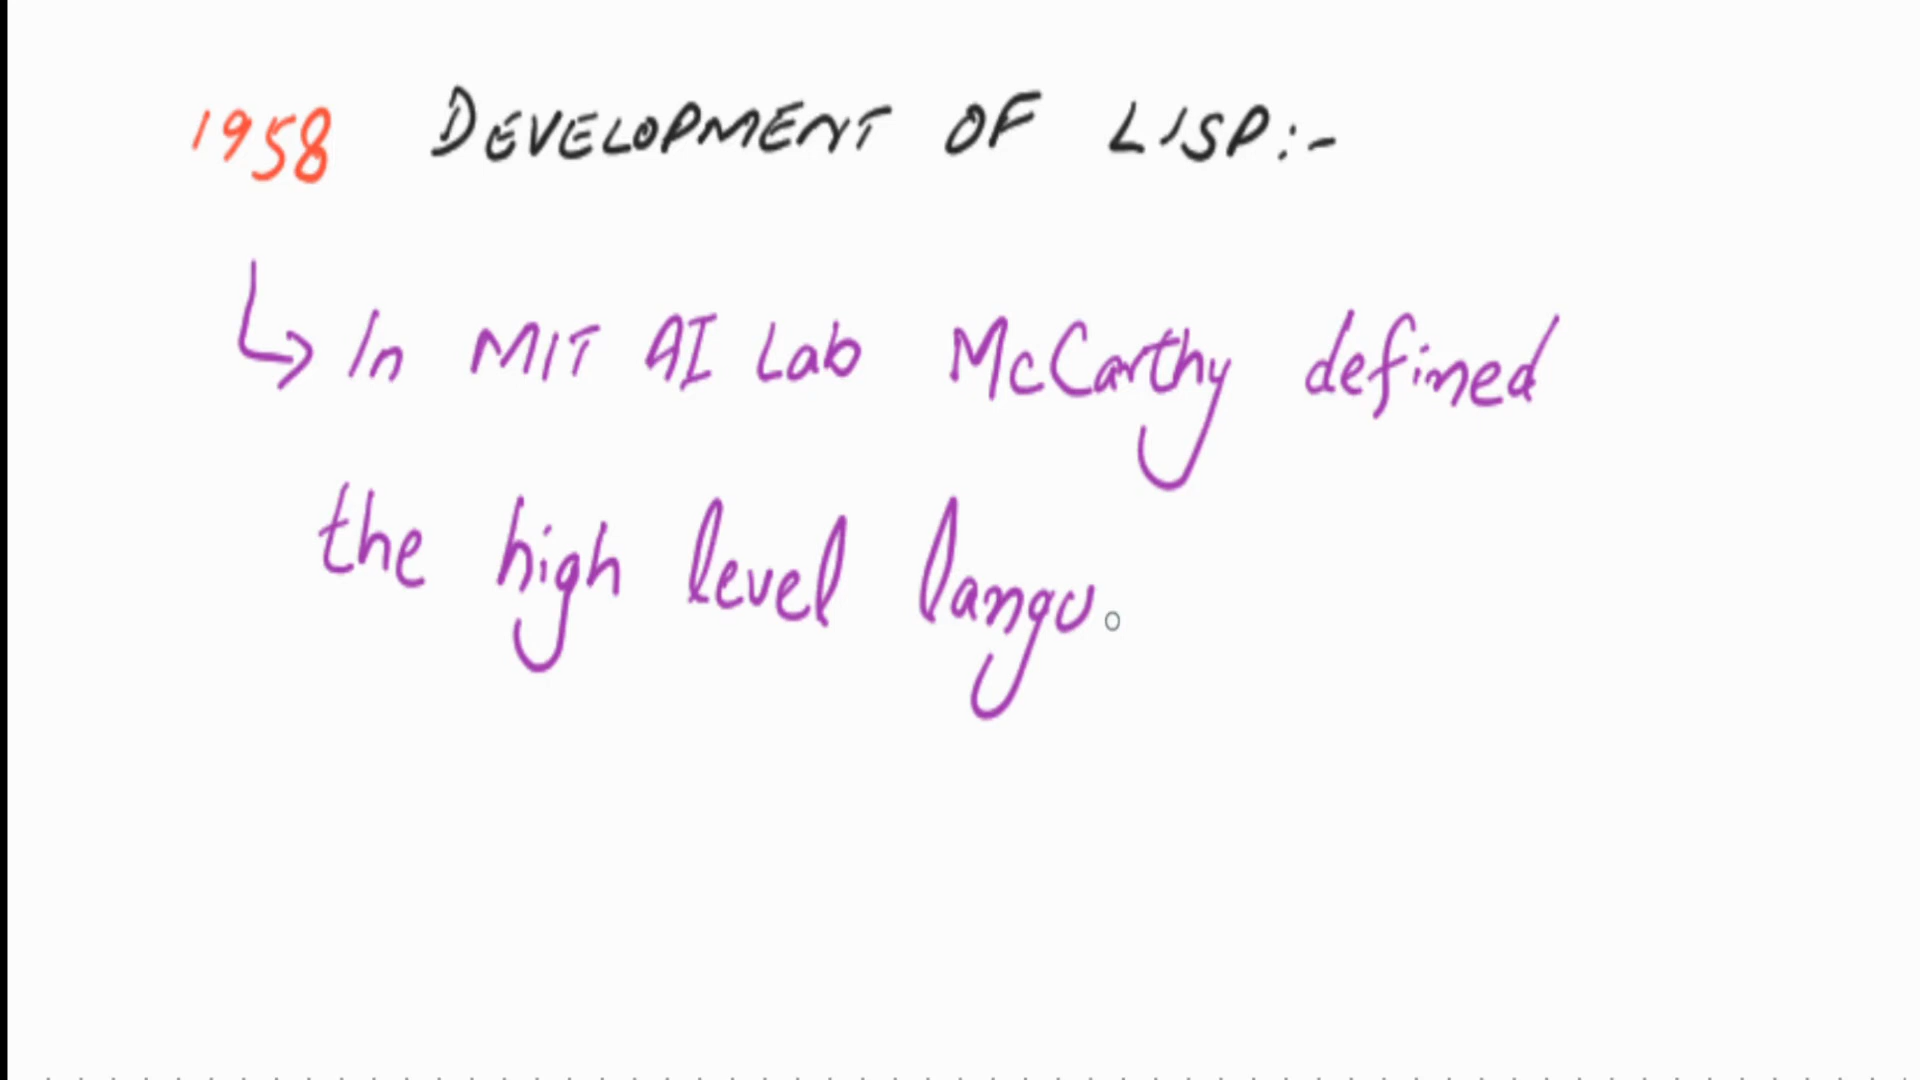 1958 DEVELOPMENT OF LISP:-
In MIT AI Lab McCarthy defined
the high level langu